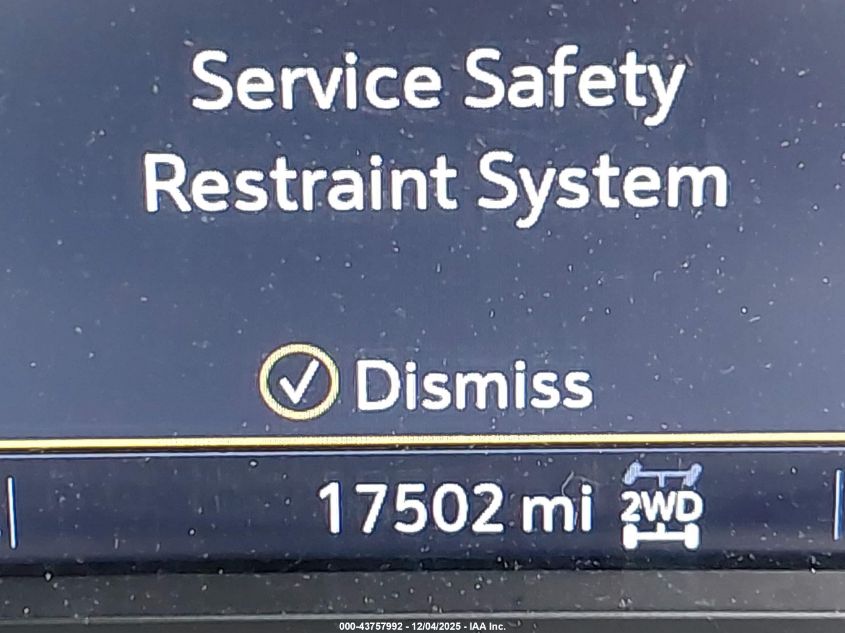 Service Safety
Restraint System
Dismiss
17502 mi 2WD
000-43757992 - 12/04/2025 - IAA Inc.